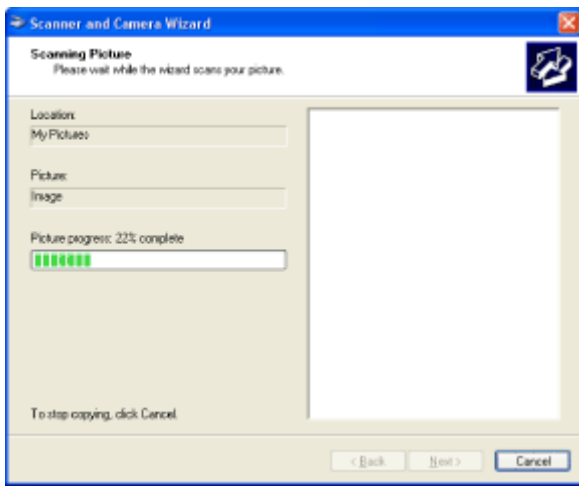 Scanner and Camera Wizard
Scanning Picture
Please wait while the wizard scans your picture.
Location:
My Pictures
Picture:
Image
Picture progress: 22% complete
To stop copying, click Cancel.
< Back
Next >
Cancel